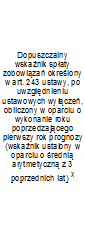 Dopuszczalny
wskaźnik spłaty
zobowiązań określony
w art. 243 ustawy, po
uwzględnieniu
ustawowych wyłączeń,
obliczony w oparciu o
wykonanie roku
poprzedzającego
pierwszy rok prognozy
(wskaźnik ustalony w
oparciu o średnią
arytmetyczną z 3
poprzednich lat) x